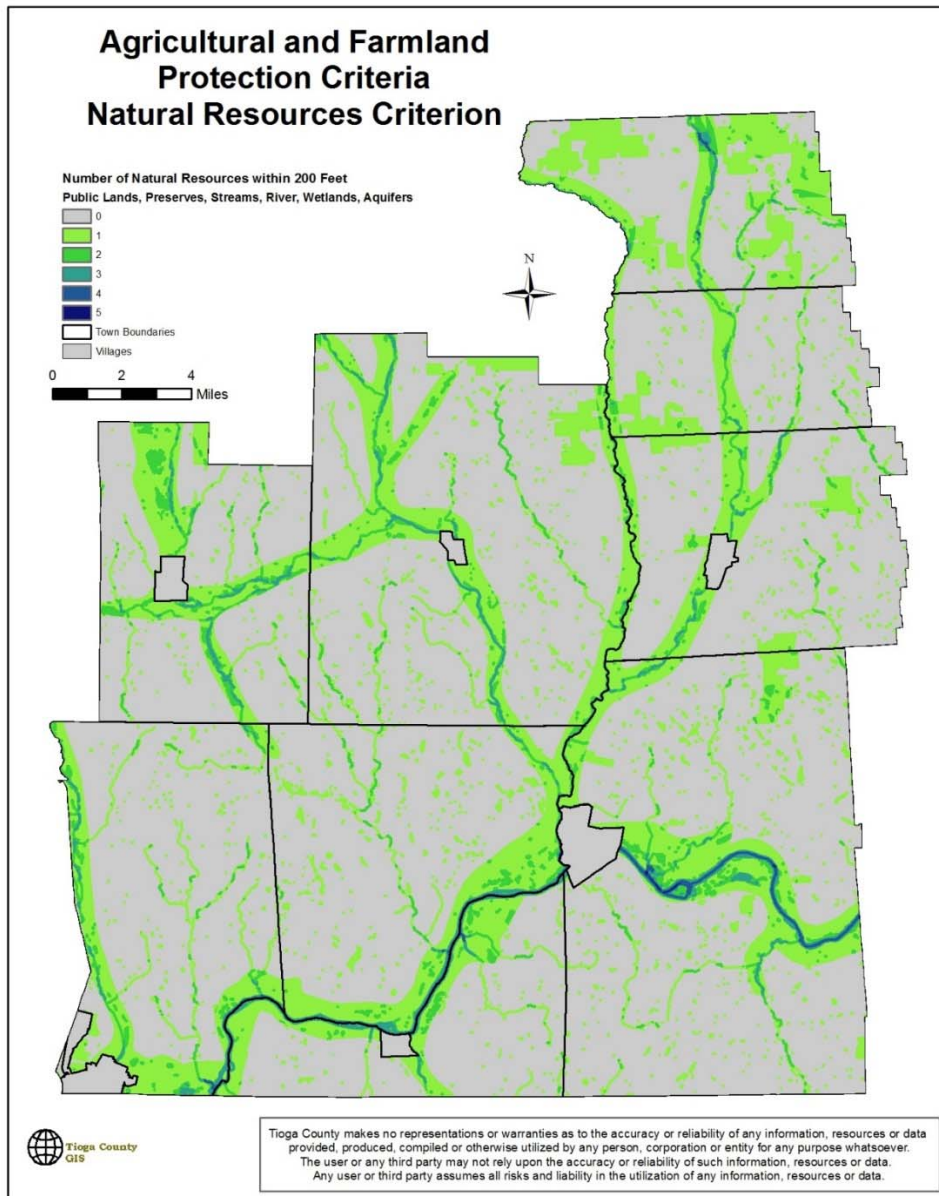 Agricultural and Farmland
Protection Criteria
Natural Resources Criterion
Number of Natural Resources within 200 Feet
Public Lands, Preserves, Streams, River, Wetlands, Aquifers
0
1
2
3
4
5
Town Boundaries
Villages
N
0 2 4
Miles
Tioga County
GIS
Tioga County makes no representations or warranties as to the accuracy or reliability of any information, resources or data
provided, produced, compiled or otherwise utilized by any person, corporation or entity for any purpose whatsoever.
The user or any third party may not rely upon the accuracy or reliability of such information, resources or data.
Any user or third party assumes all risks and liability in the utilization of any information, resources or data.